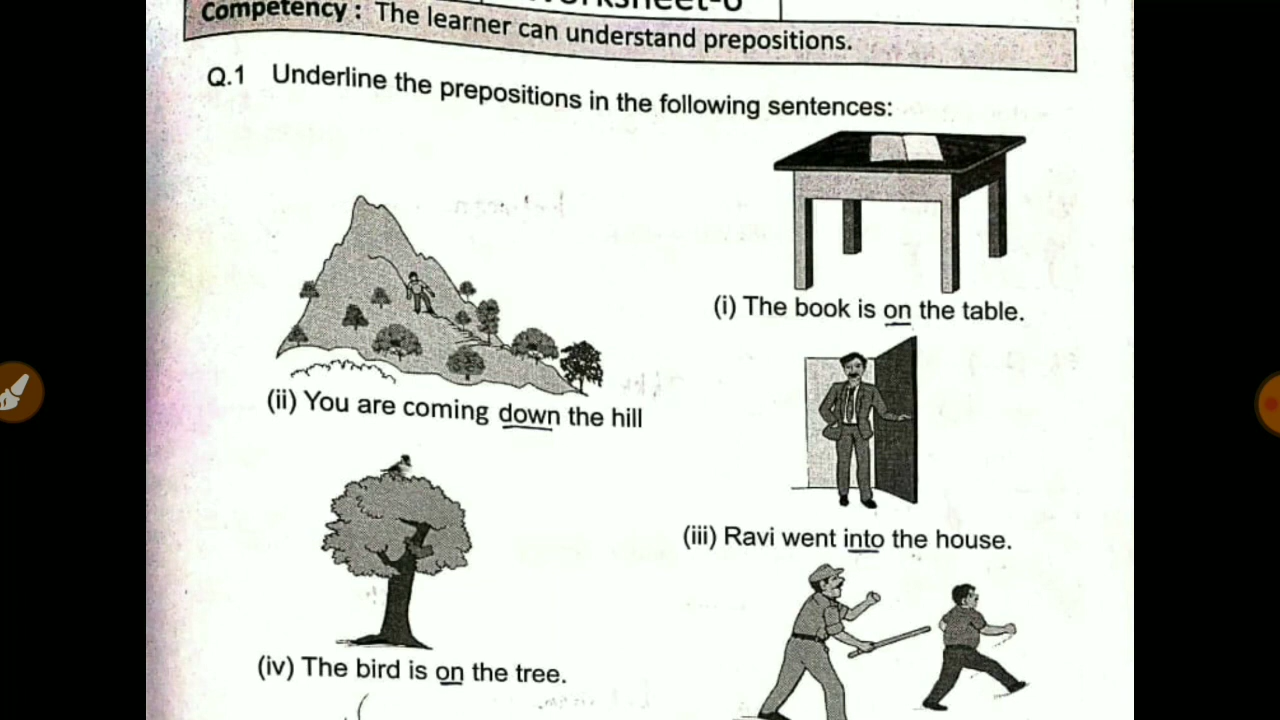 Competency : The learner can understand prepositions.
Q.1 Underline the prepositions in the following sentences:
(i) The book is on the table.
(ii) You are coming down the hill
(iii) Ravi went into the house.
(iv) The bird is on the tree.